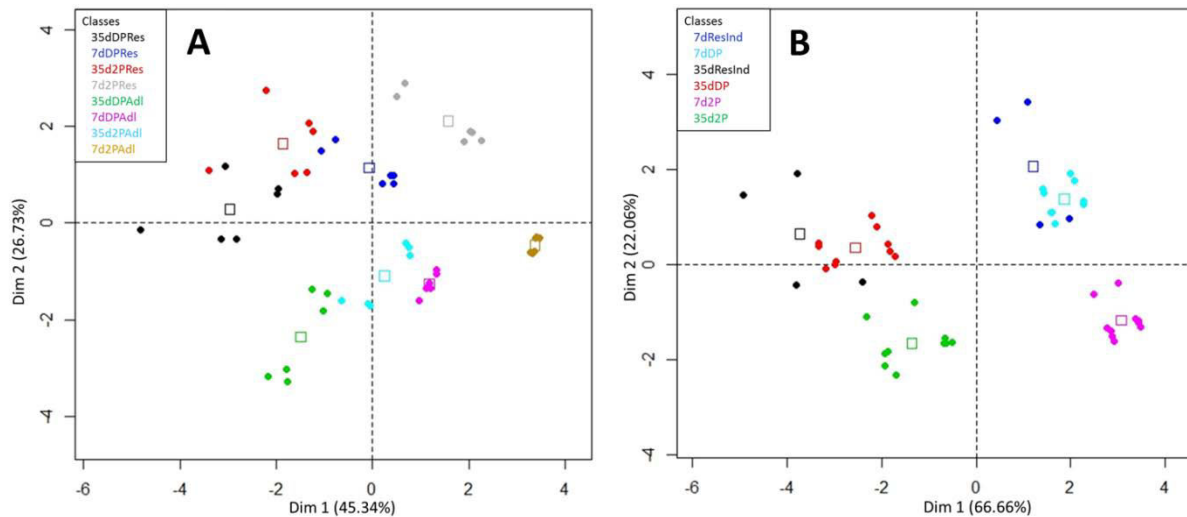 A
Classes
35dDPRes
7dDPRes
35d2PRes
7d2PRes
35dDPAdl
7dDPAdl
35d2PAdl
7d2PAdl
Dim 2 (26.73%)
4
2
0
-2
-4
-6
-4
-2
0
2
4
Dim 1 (45.34%)
B
Classes
7dResInd
7dDP
35dResInd
35dDP
7d2P
35d2P
Dim 2 (22.06%)
4
2
0
-2
-4
-6
-4
-2
0
2
4
Dim 1 (66.66%)